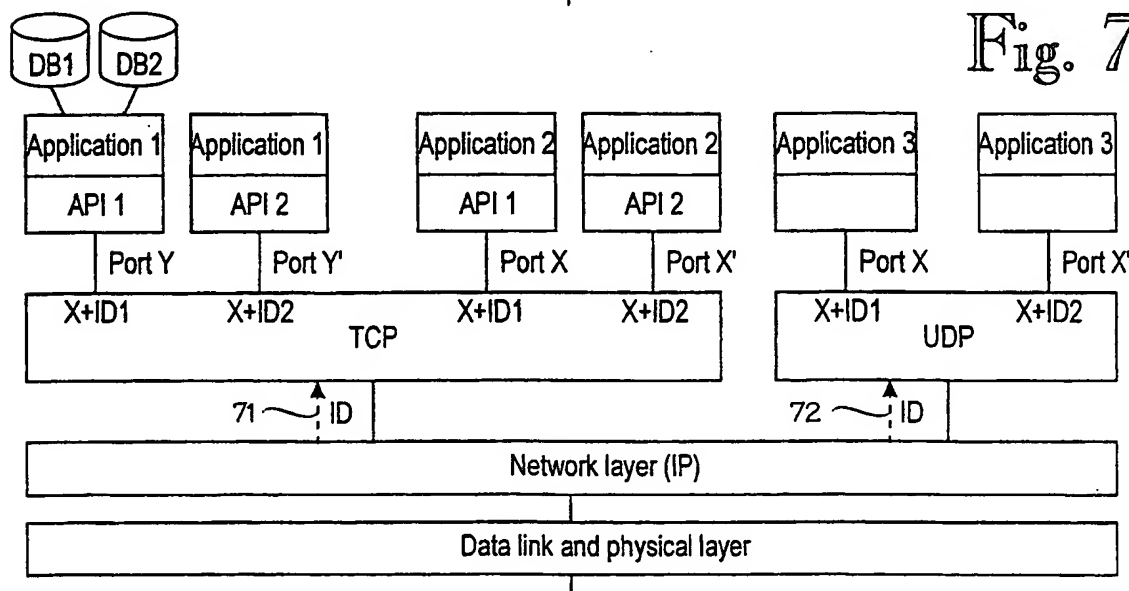 Fig. 7
DB1 DB2
Application 1 Application 1 Application 2 Application 2 Application 3 Application 3
API 1 API 2 API 1 API 2
Port Y Port Y' Port X Port X' Port X Port X'
X+ID1 X+ID2 X+ID1 X+ID2 X+ID1 X+ID2
TCP UDP
71 ID 72 ID
Network layer (IP)
Data link and physical layer